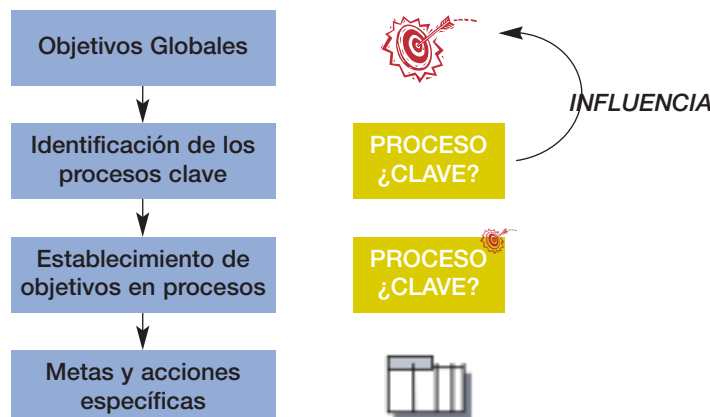 Objetivos Globales
INFLUENCIA
Identificación de los
procesos clave
PROCESO
¿CLAVE?
Establecimiento de
objetivos en procesos
PROCESO
¿CLAVE?
Metas y acciones
específicas